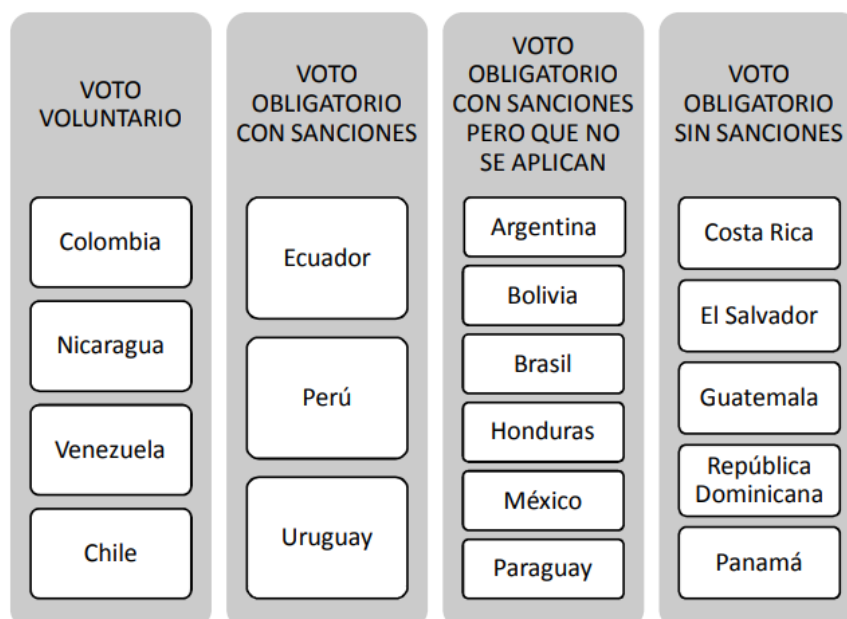 VOTO
VOLUNTARIO
Colombia
Nicaragua
Venezuela
Chile
VOTO
OBLIGATORIO
CON SANCIONES
Ecuador
Perú
Uruguay
VOTO
OBLIGATORIO
CON SANCIONES
PERO QUE NO
SE APLICAN
Argentina
Bolivia
Brasil
Honduras
México
Paraguay
VOTO
OBLIGATORIO
SIN SANCIONES
Costa Rica
El Salvador
Guatemala
República
Dominicana
Panamá